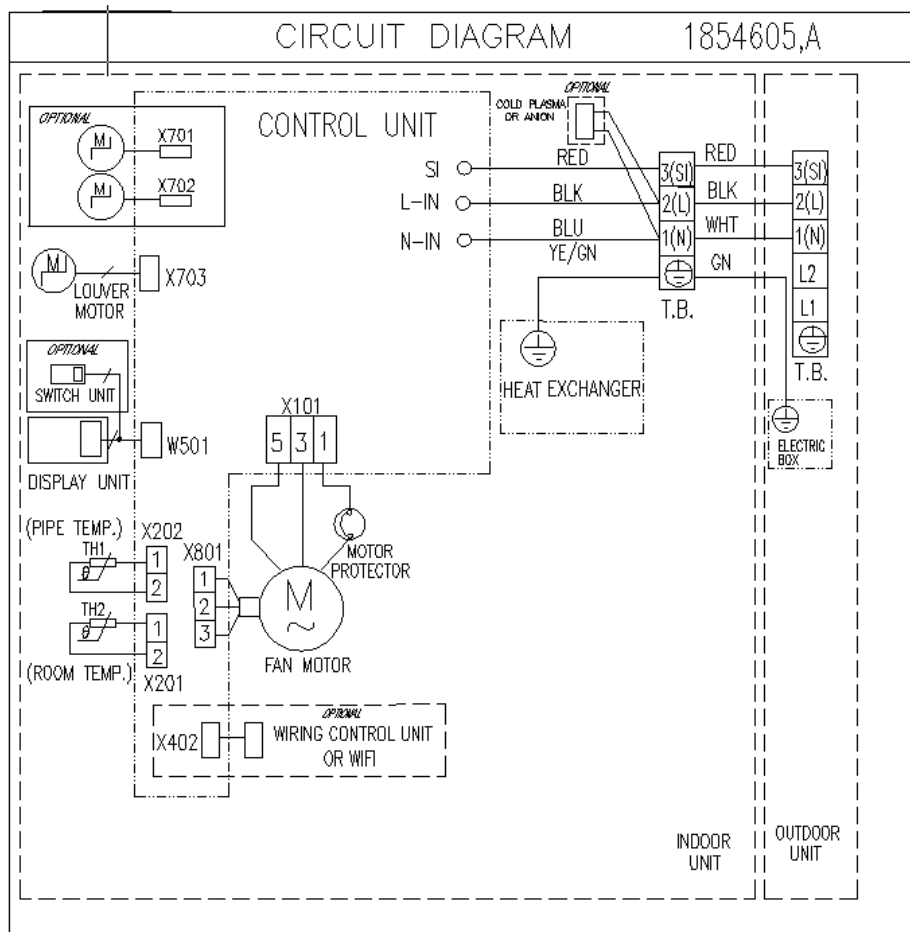 CIRCUIT DIAGRAM 1854605,A
OPTIONAL
X701
X702
CONTROL UNIT
OPTIONAL
COLD PLASMA
OR ANION
SI
RED
3(SI)
RED
3(SI)
L-IN
BLK
2(L)
BLK
2(L)
N-IN
BLU
1(N)
WHT
1(N)
YE/GN
GN
L2
L1
T.B.
T.B.
M
M
M
LOUVER
MOTOR
X703
OPTIONAL
SWITCH UNIT
DISPLAY UNIT
W501
HEAT EXCHANGER
ELECTRIC
BOX
X101
5 3 1
MOTOR
PROTECTOR
(PIPE TEMP.)
TH1
θ
X202
1
2
TH2
θ
1
2
(ROOM TEMP.)
X201
X801
1
2
3
M
~
FAN MOTOR
X402
OPTIONAL
WIRING CONTROL UNIT
OR WIFI
INDOOR
UNIT
OUTDOOR
UNIT